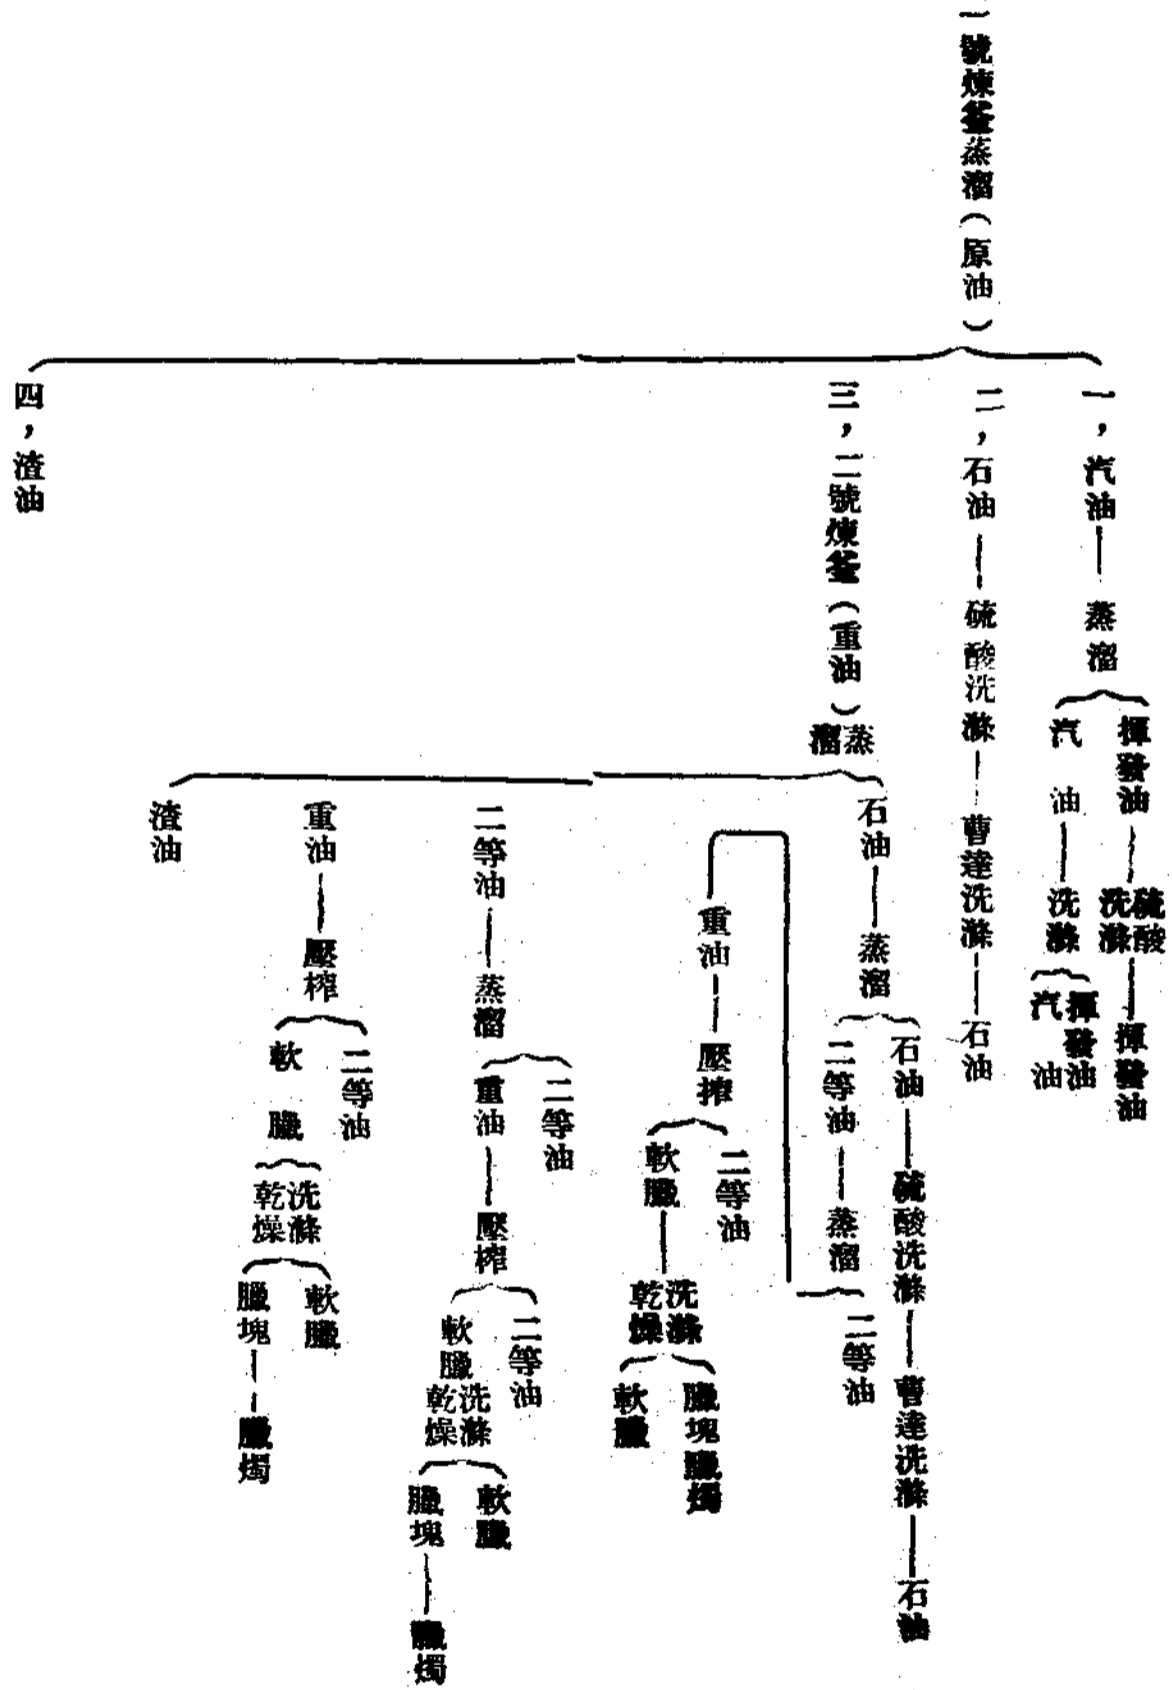 一號煉釜蒸溜(原油)
一,汽油——蒸溜
揮發油——硫酸洗滌——揮發油
汽油——洗滌
揮發油
汽油
二,石油——硫酸洗滌——曹達洗滌——石油
三,二號煉釜(重油)蒸溜
石油——蒸溜
石油——硫酸洗滌——曹達洗滌——石油
二等油——蒸溜
二等油
重油——壓搾
二等油
軟臘——洗滌乾燥
臘塊臘燭
軟臘
二等油——蒸溜
二等油
重油——壓榨
二等油
軟臘洗滌乾燥
軟臘
臘塊——臘燭
重油——壓榨
二等油
軟臘
洗滌乾燥
軟臘
臘塊——臘燭
渣油
四,渣油